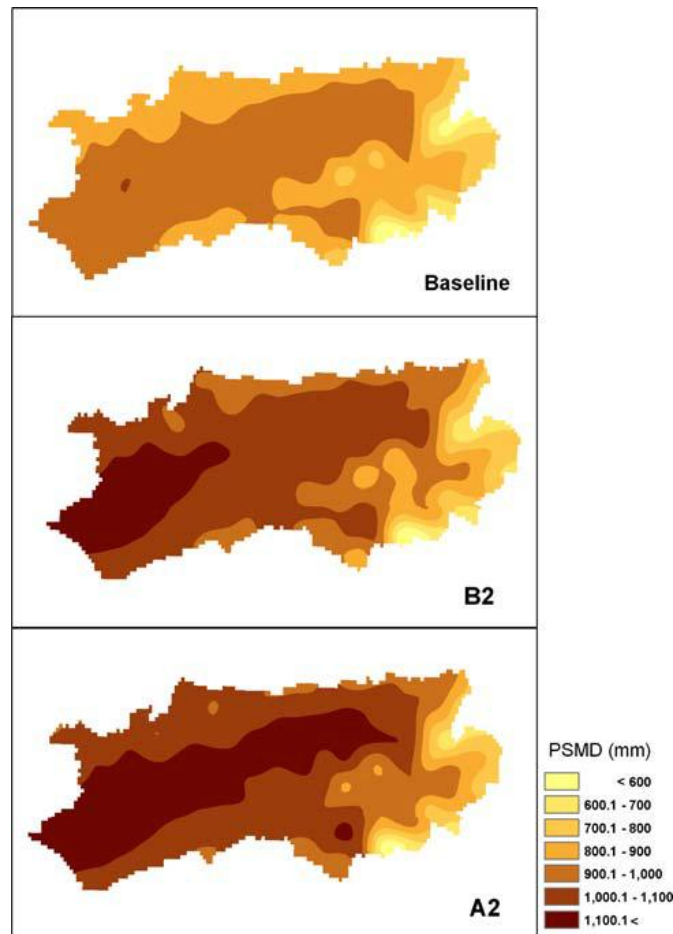 Baseline
B2
A2
PSMD (mm)
< 600
600.1 - 700
700.1 - 800
800.1 - 900
900.1 - 1,000
1,000.1 - 1,100
1,100.1 <